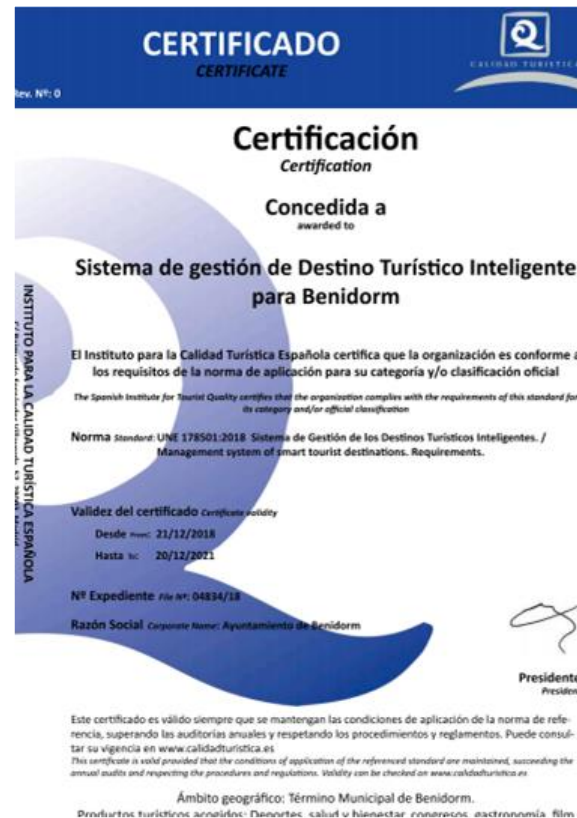 CERTIFICADO
CERTIFICATE
CALIDAD TURISTICA
Rev. Nº: 0
Certificación
Certification
Concedida a
awarded to
Sistema de gestión de Destino Turístico Inteligente
para Benidorm
INSTITUTO PARA LA CALIDAD TURÍSTICA ESPAÑOLA
El Instituto para la Calidad Turística Española certifica que la organización es conforme a
los requisitos de la norma de aplicación para su categoría y/o clasificación oficial
The Spanish Institute for Tourist Quality certifies that the organization complies with the requirements of this standard for
its category and/or official classification
Norma Standard: UNE 178501:2018 Sistema de Gestión de los Destinos Turísticos Inteligentes. /
Management system of smart tourist destinations. Requirements.
Validez del certificado Certificate validity
Desde From: 21/12/2018
Hasta to: 20/12/2021
Nº Expediente File Nº: 04834/18
Razón Social Corporate Name: Ayuntamiento de Benidorm
Presidente
Presiden
Este certificado es válido siempre que se mantengan las condiciones de aplicación de la norma de refe-
rencia, superando las auditorías anuales y respetando los procedimientos y reglamentos. Puede consul-
tar su vigencia en www.calidadturistica.es
This certificate is valid provided that the conditions of application of the referenced standard are maintained, succeeding the
annual audits and respecting the procedures and regulations. Validity can be checked on www.calidadturistica.es
Ámbito geográfico: Término Municipal de Benidorm.
Productos turísticos acogidos: Deportes, salud y bienestar, congresos, gastronomía, film